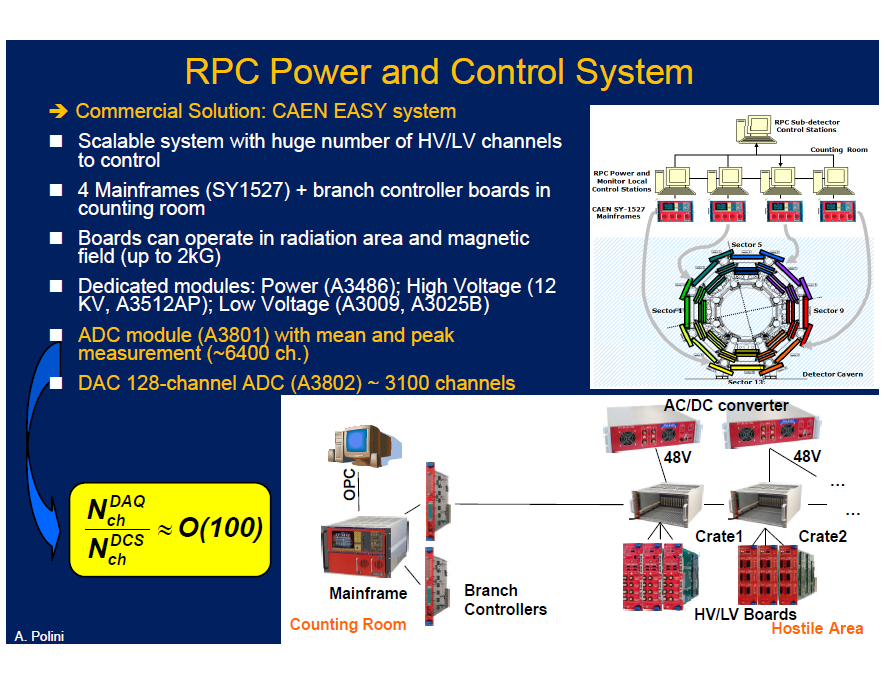 RPC Power and Control System
➔ Commercial Solution: CAEN EASY system
■ Scalable system with huge number of HV/LV channels
to control
■ 4 Mainframes (SY1527) + branch controller boards in
counting room
■ Boards can operate in radiation area and magnetic
field (up to 2kG)
■ Dedicated modules: Power (A3486); High Voltage (12
KV, A3512AP); Low Voltage (A3009, A3025B)
■ ADC module (A3801) with mean and peak
measurement (~6400 ch.)
■ DAC 128-channel ADC (A3802) ~ 3100 channels
N ch DAQ
N ch DCS
≈ O(100)
A. Polini
RPC Sub-detector
Control Stations
Counting Room
RPC Power and
Monitor Local
Control Stations
CAEN SY-1527
Mainframes
Sector 5
Sector 1
Sector 9
Sector 13
Detector Cavern
AC/DC converter
48V
48V
...
...
OPC
Crate1
Crate2
Mainframe
Branch
Controllers
HV/LV Boards
Counting Room
Hostile Area